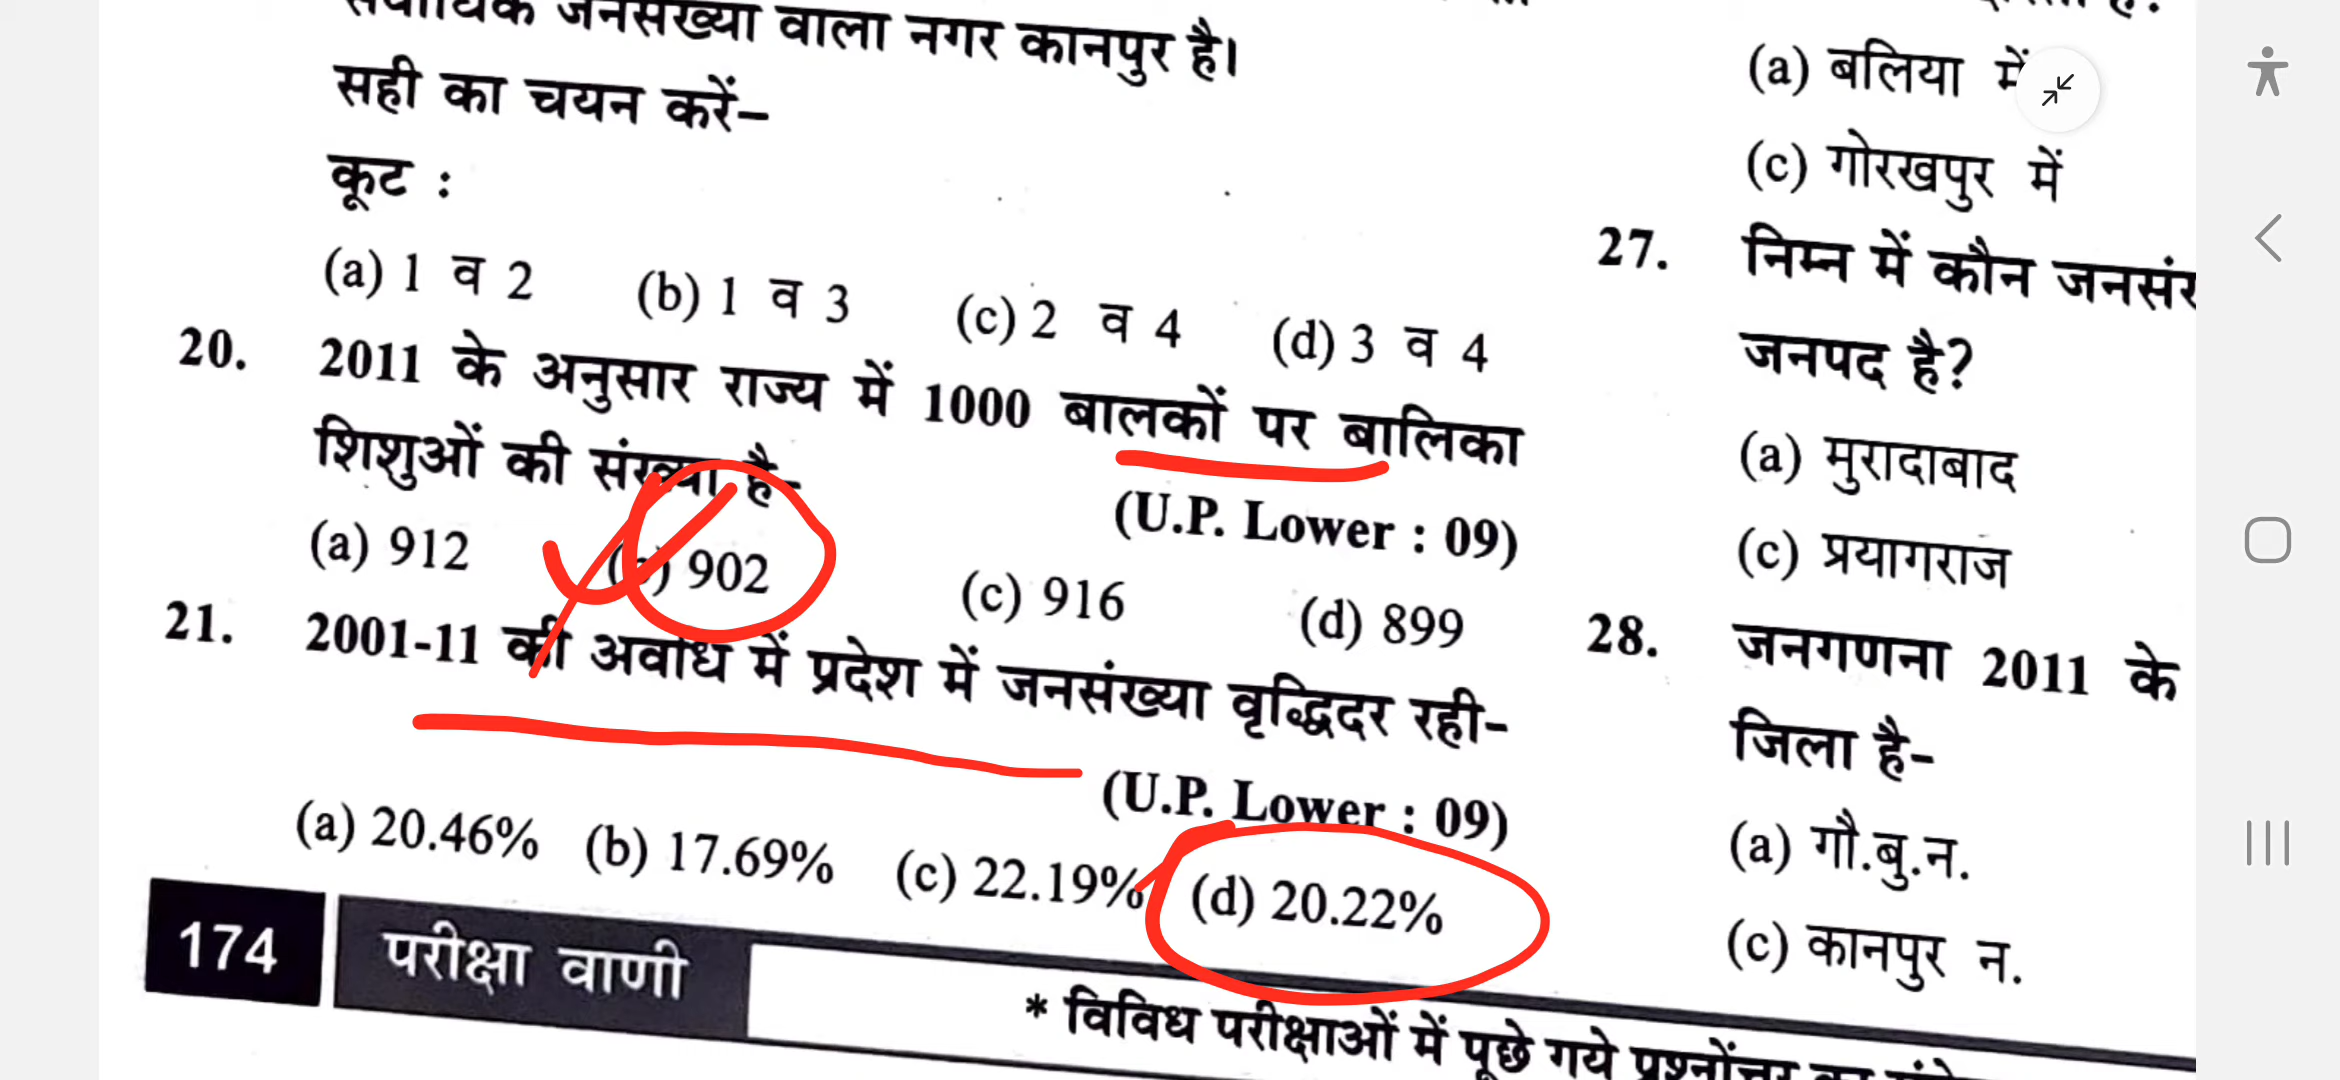 जनसंख्या वाला नगर कानपुर है।
सही का चयन करें–
कूट :
(a) 1 व 2 (b) 1 व 3 (c) 2 व 4 (d) 3 व 4
20. 2011 के अनुसार राज्य में 1000 बालकों पर बालिका
शिशुओं की संख्या है–
(U.P. Lower : 09)
(a) 912 902 (c) 916 (d) 899
21. 2001-11 की अवधि में प्रदेश में जनसंख्या वृद्धिदर रही–
(U.P. Lower : 09)
(a) 20.46% (b) 17.69% (c) 22.19% (d) 20.22%
(a) बलिया में
(c) गोरखपुर में
27. निम्न में कौन
जनपद है?
(a) मुरादाबाद
(c) प्रयागराज
28. जनगणना 2011 के
जिला है–
(a) गौ.बु.न.
(c) कानपुर न.
174 परीक्षा वाणी
* विविध परीक्षाओं में पूछे गये